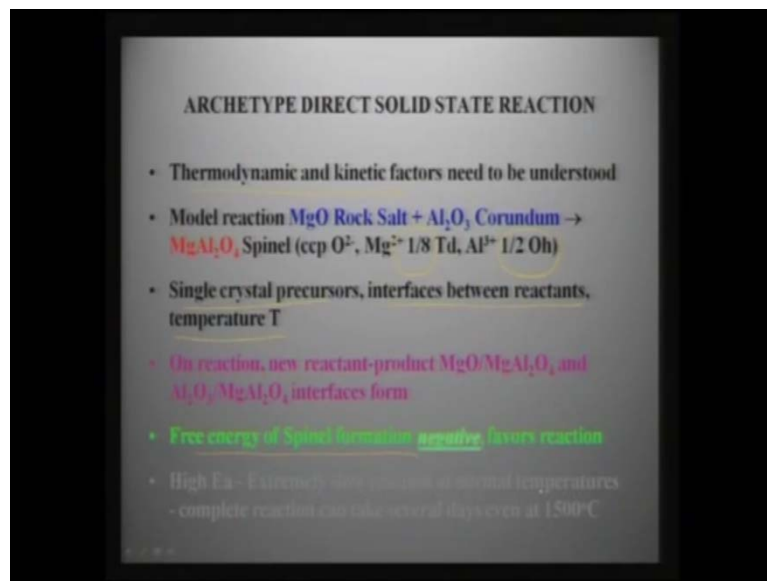 ARCHETYPE DIRECT SOLID STATE REACTION
• Thermodynamic and kinetic factors need to be understood
• Model reaction MgO Rock Salt + Al₂O₃ Corundum →
MgAl₂O₄ Spinel (ccp O²⁻, Mg²⁺ 1/8 Td, Al³⁺ 1/2 Oh)
• Single crystal precursors, interfaces between reactants,
temperature T
• On reaction, new reactant-product MgO/MgAl₂O₄ and
Al₂O₃/MgAl₂O₄ interfaces form
• Free energy of Spinel formation negative, favors reaction
• High Ea - Extremely slow reaction at normal temperatures
- complete reaction can take several days even at 1500°C